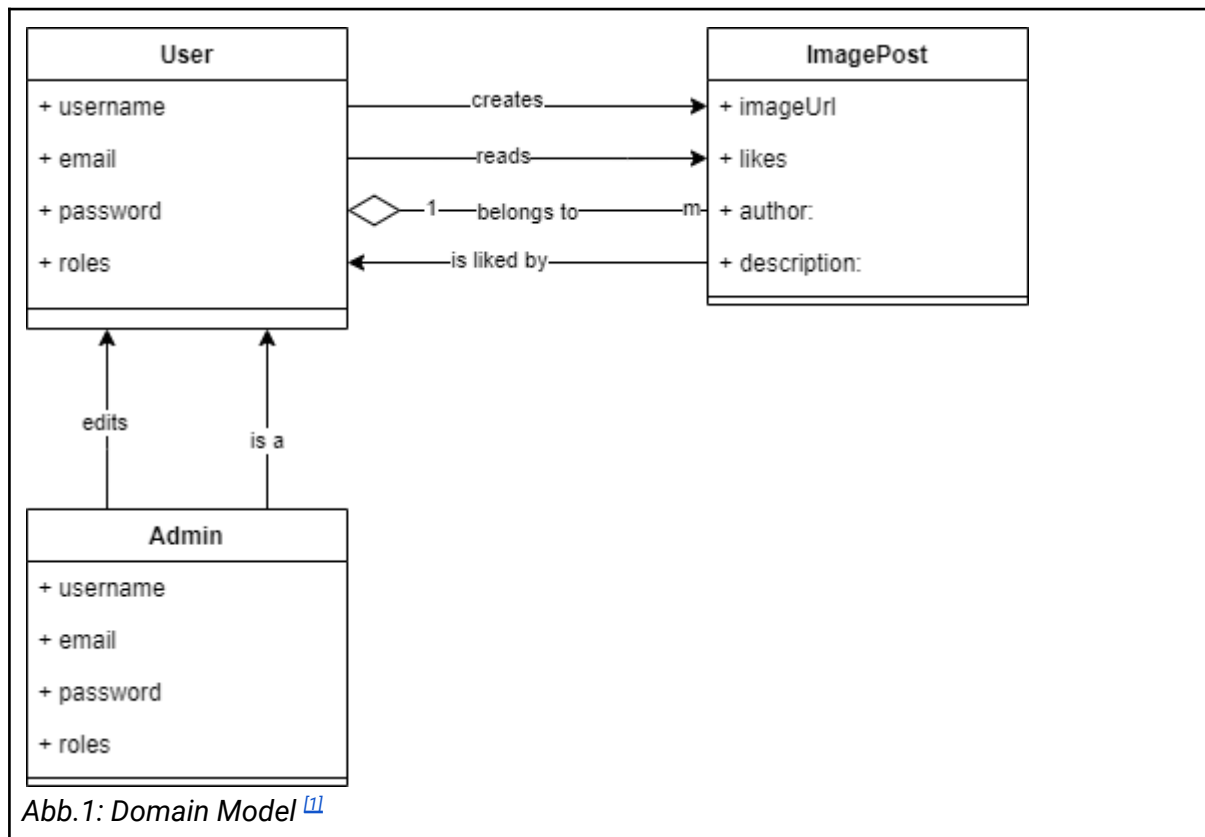 User
+ username
+ email
+ password
+ roles
creates
reads
1 belongs to m
is liked by
ImagePost
+ imageUrl
+ likes
+ author:
+ description:
edits
is a
Admin
+ username
+ email
+ password
+ roles
Abb.1: Domain Model [1]